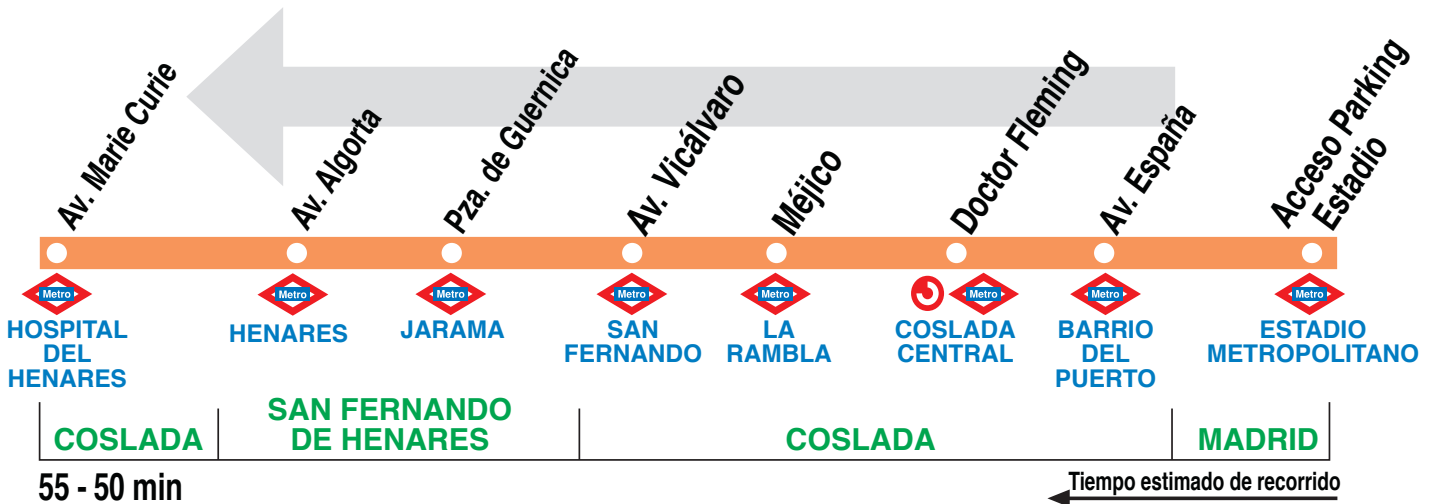 Av. Marie Curie
Av. Algorta
Pza. de Guernica
Av. Vicálvaro
Méjico
Doctor Fleming
Av. España
Acceso Parking
Estadio
Metro
Metro
Metro
Metro
Metro
Metro
Metro
Metro
HOSPITAL
DEL
HENARES
HENARES
JARAMA
SAN
FERNANDO
LA
RAMBLA
COSLADA
CENTRAL
BARRIO
DEL
PUERTO
ESTADIO
METROPOLITANO
COSLADA
SAN FERNANDO
DE HENARES
COSLADA
MADRID
55 - 50 min
Tiempo estimado de recorrido